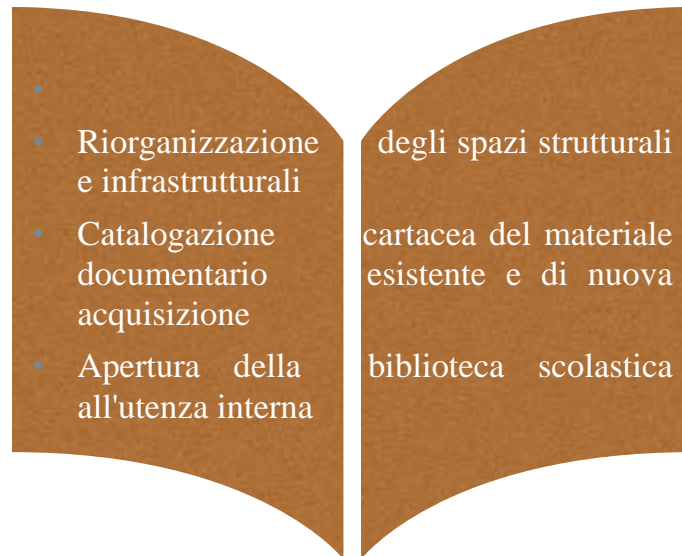 •
• Riorganizzazione degli spazi strutturali
e infrastrutturali
• Catalogazione cartacea del materiale
documentario esistente e di nuova
acquisizione
• Apertura della biblioteca scolastica
all'utenza interna